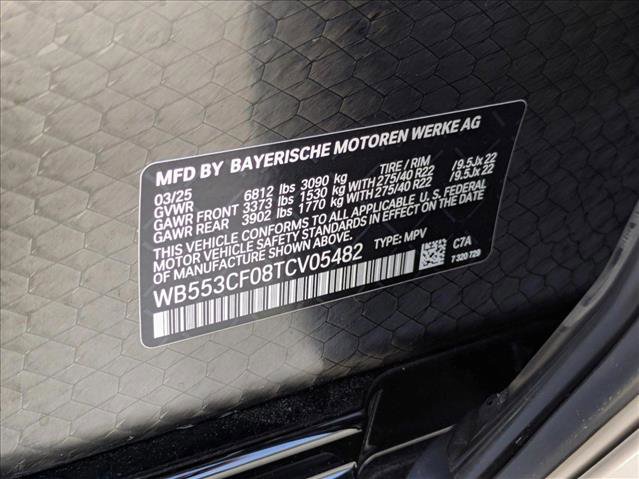 MFD BY BAYERISCHE MOTOREN WERKE AG
03/25 TIRE / RIM
GVWR 6812 lbs 3090 kg
GAWR FRONT 3373 lbs 1530 kg WITH 275/40 R22 /9.5Jx22
GAWR REAR 3902 lbs 1770 kg WITH 275/40 R22 /9.5Jx22
THIS VEHICLE CONFORMS TO ALL APPLICABLE U.S. FEDERAL
MOTOR VEHICLE SAFETY STANDARDS IN EFFECT ON THE DATE
OF MANUFACTURE SHOWN ABOVE.
WB553CF08TCV05482 TYPE: MPV
C7A
7 320 729